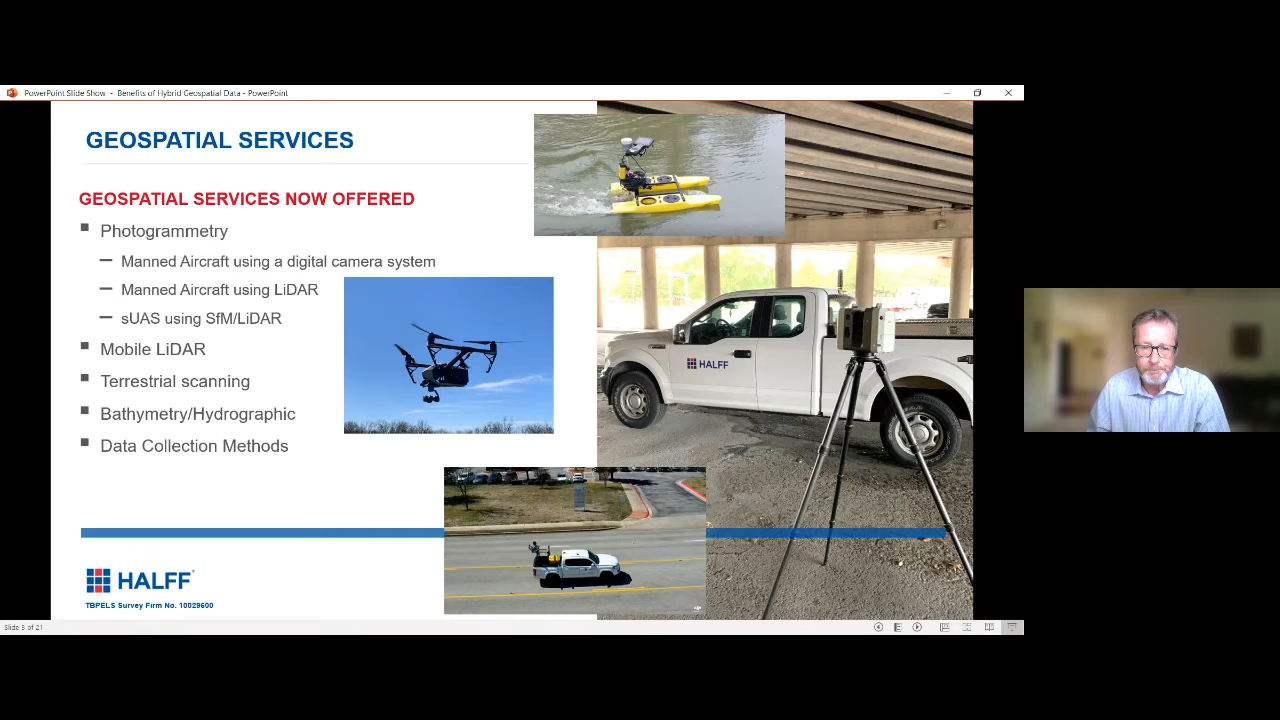 PowerPoint Slide Show - Benefits of Hybrid Geospatial Data - PowerPoint
GEOSPATIAL SERVICES
GEOSPATIAL SERVICES NOW OFFERED
Photogrammetry
Manned Aircraft using a digital camera system
Manned Aircraft using LiDAR
sUAS using SfM/LiDAR
Mobile LiDAR
Terrestrial scanning
Bathymetry/Hydrographic
Data Collection Methods
HALFF
HALFF
TBPELS Survey Firm No. 10029600
Slide 3 of 21